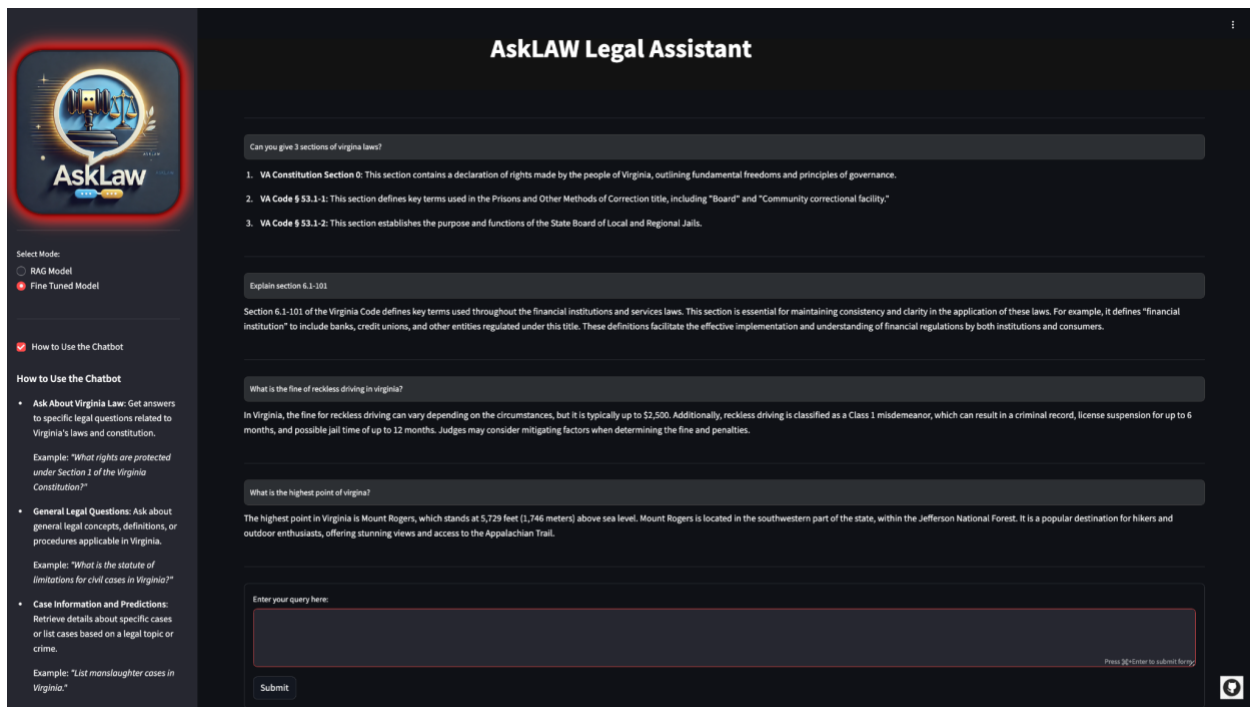 AskLAW Legal Assistant
AskLaw
Select Mode:
RAG Model
Fine Tuned Model
How to Use the Chatbot
How to Use the Chatbot
• Ask About Virginia Law: Get answers
to specific legal questions related to
Virginia's laws and constitution.
Example: "What rights are protected
under Section 1 of the Virginia
Constitution?"
• General Legal Questions: Ask about
general legal concepts, definitions, or
procedures applicable in Virginia.
Example: "What is the statute of
limitations for civil cases in Virginia?"
• Case Information and Predictions:
Retrieve details about specific cases
or list cases based on a legal topic or
crime.
Example: "List manslaughter cases in
Virginia."
Can you give 3 sections of virgina laws?
1. VA Constitution Section 0: This section contains a declaration of rights made by the people of Virginia, outlining fundamental freedoms and principles of governance.
2. VA Code § 53.1-1: This section defines key terms used in the Prisons and Other Methods of Correction title, including "Board" and "Community correctional facility."
3. VA Code § 53.1-2: This section establishes the purpose and functions of the State Board of Local and Regional Jails.
Explain section 6.1-101
Section 6.1-101 of the Virginia Code defines key terms used throughout the financial institutions and services laws. This section is essential for maintaining consistency and clarity in the application of these laws. For example, it defines "financial
institution" to include banks, credit unions, and other entities regulated under this title. These definitions facilitate the effective implementation and understanding of financial regulations by both institutions and consumers.
What is the fine of reckless driving in virginia?
In Virginia, the fine for reckless driving can vary depending on the circumstances, but it is typically up to $2,500. Additionally, reckless driving is classified as a Class 1 misdemeanor, which can result in a criminal record, license suspension for up to 6
months, and possible jail time of up to 12 months. Judges may consider mitigating factors when determining the fine and penalties.
What is the highest point of virgina?
The highest point in Virginia is Mount Rogers, which stands at 5,729 feet (1,746 meters) above sea level. Mount Rogers is located in the southwestern part of the state, within the Jefferson National Forest. It is a popular destination for hikers and
outdoor enthusiasts, offering stunning views and access to the Appalachian Trail.
Enter your query here:
Press ⌘+Enter to submit form
Submit